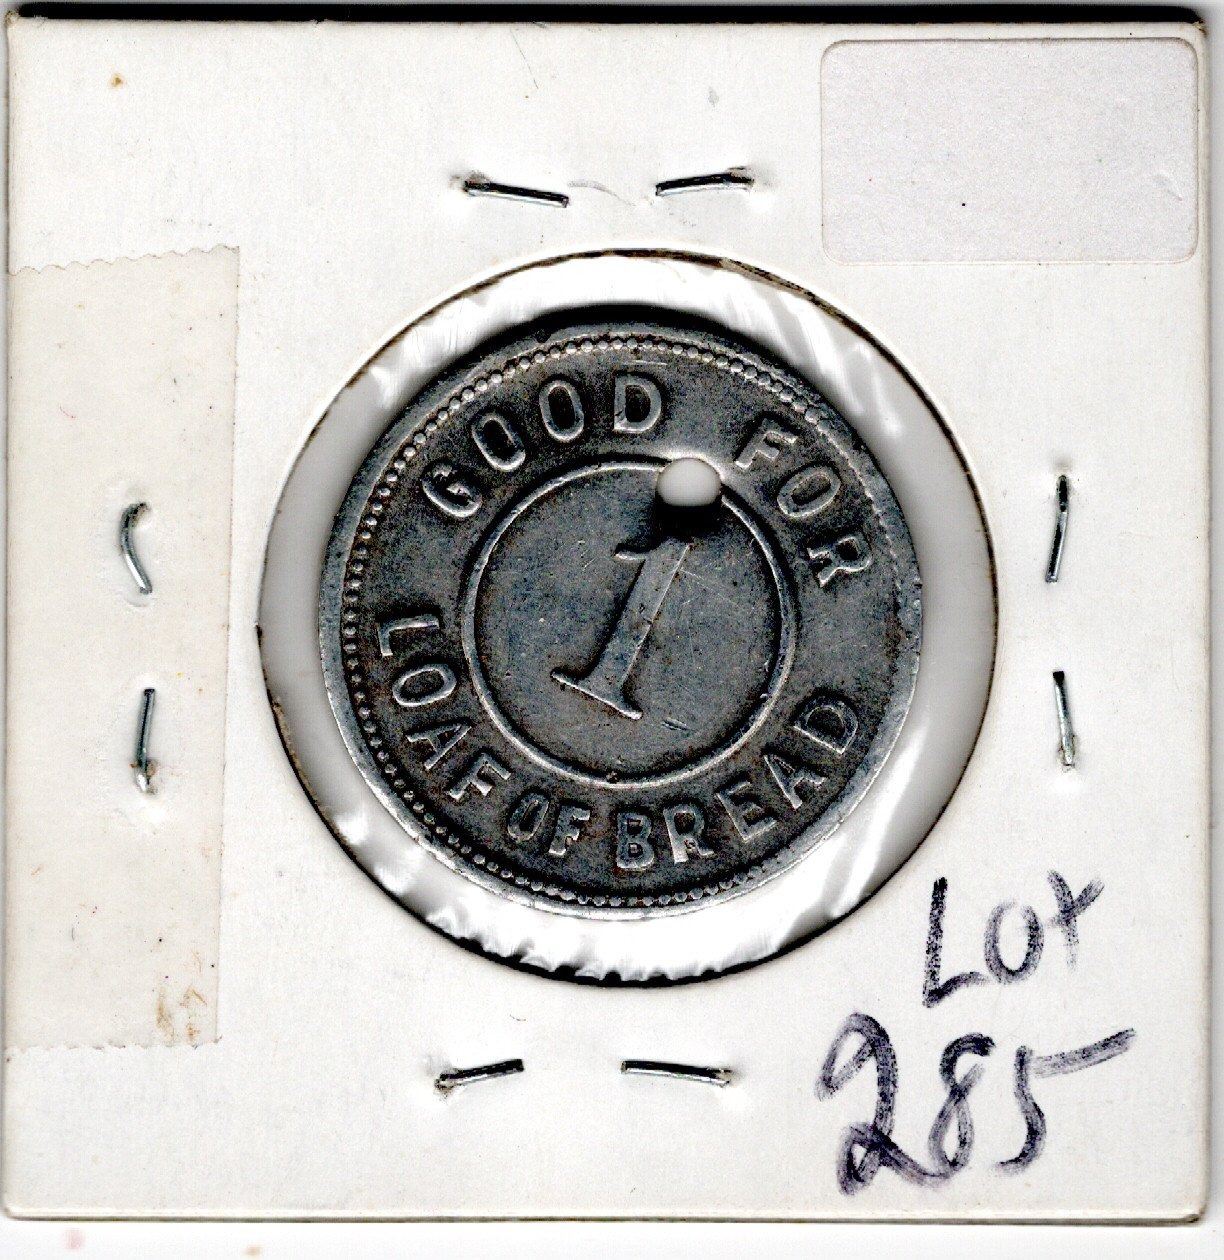 GOOD FOR
1
LOAF OF BREAD
Lot
285